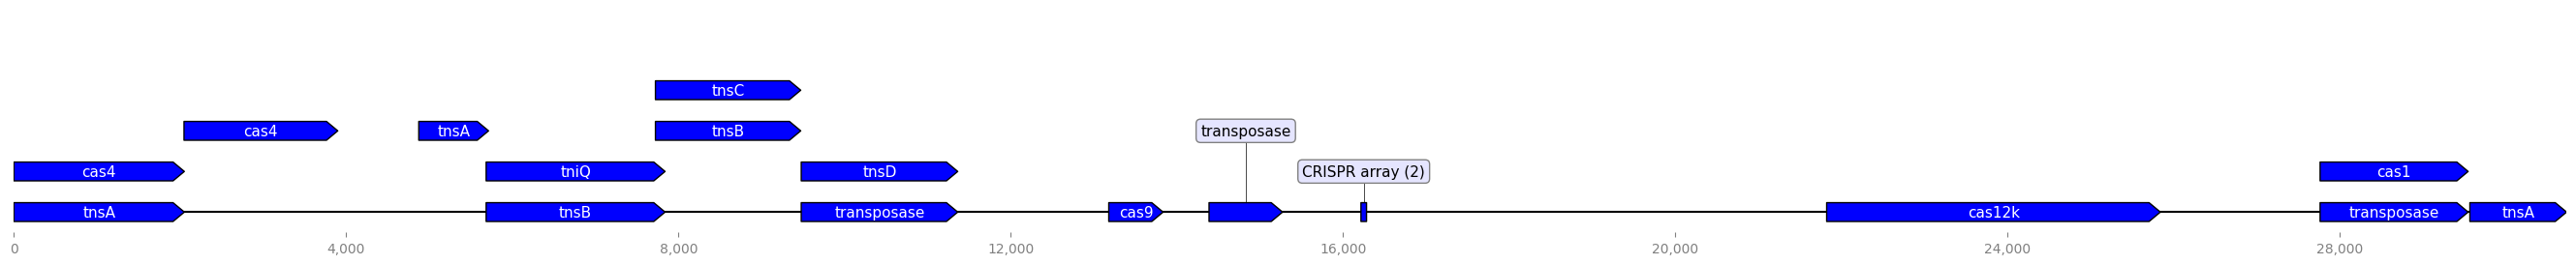 tnsC
cas4 tnsA tnsB transposase
cas4 tniQ tnsD CRISPR array (2) cas1
tnsA tnsB transposase cas9 cas12k transposase tnsA
0 4,000 8,000 12,000 16,000 20,000 24,000 28,000